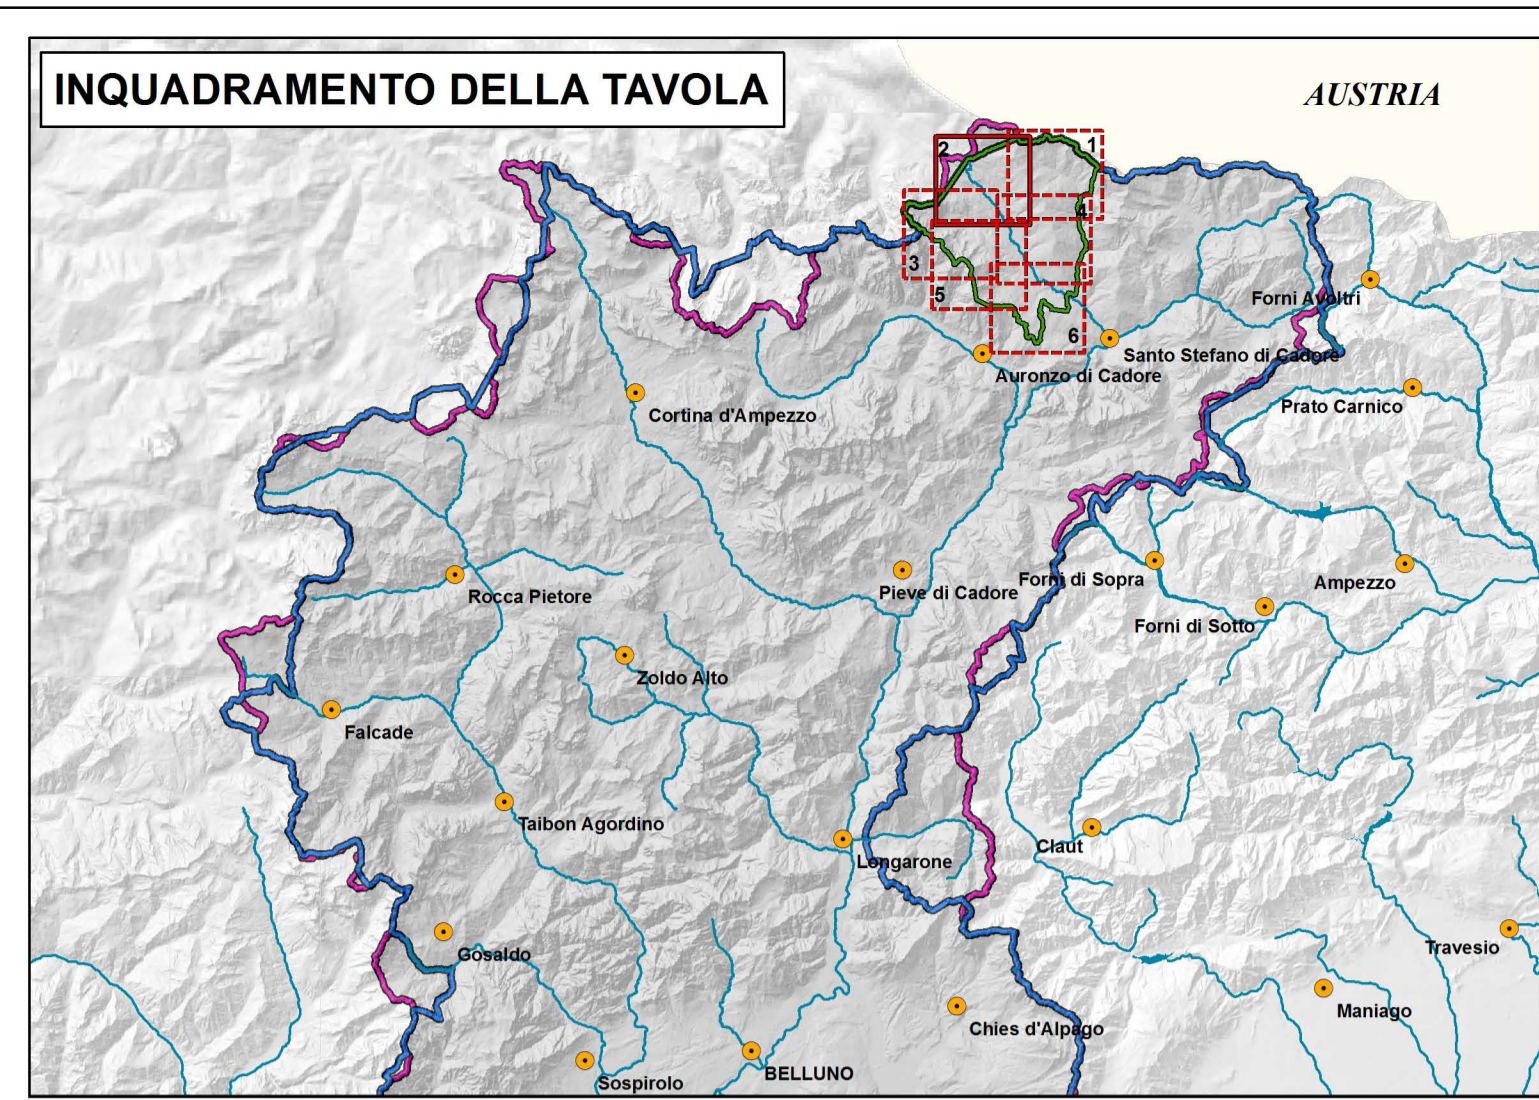 INQUADRAMENTO DELLA TAVOLA
AUSTRIA
2
1
4
3
5
6
Forni Avoltri
Santo Stefano di Cadore
Auronzo di Cadore
Prato Carnico
Cortina d'Ampezzo
Forni di Sopra
Ampezzo
Pieve di Cadore
Rocca Pietore
Forni di Sotto
Zoldo Alto
Falcade
Taibon Agordino
Claut
Longarone
Travesio
Gosaldo
Maniago
Chies d'Alpago
BELLUNO
Sospirolo